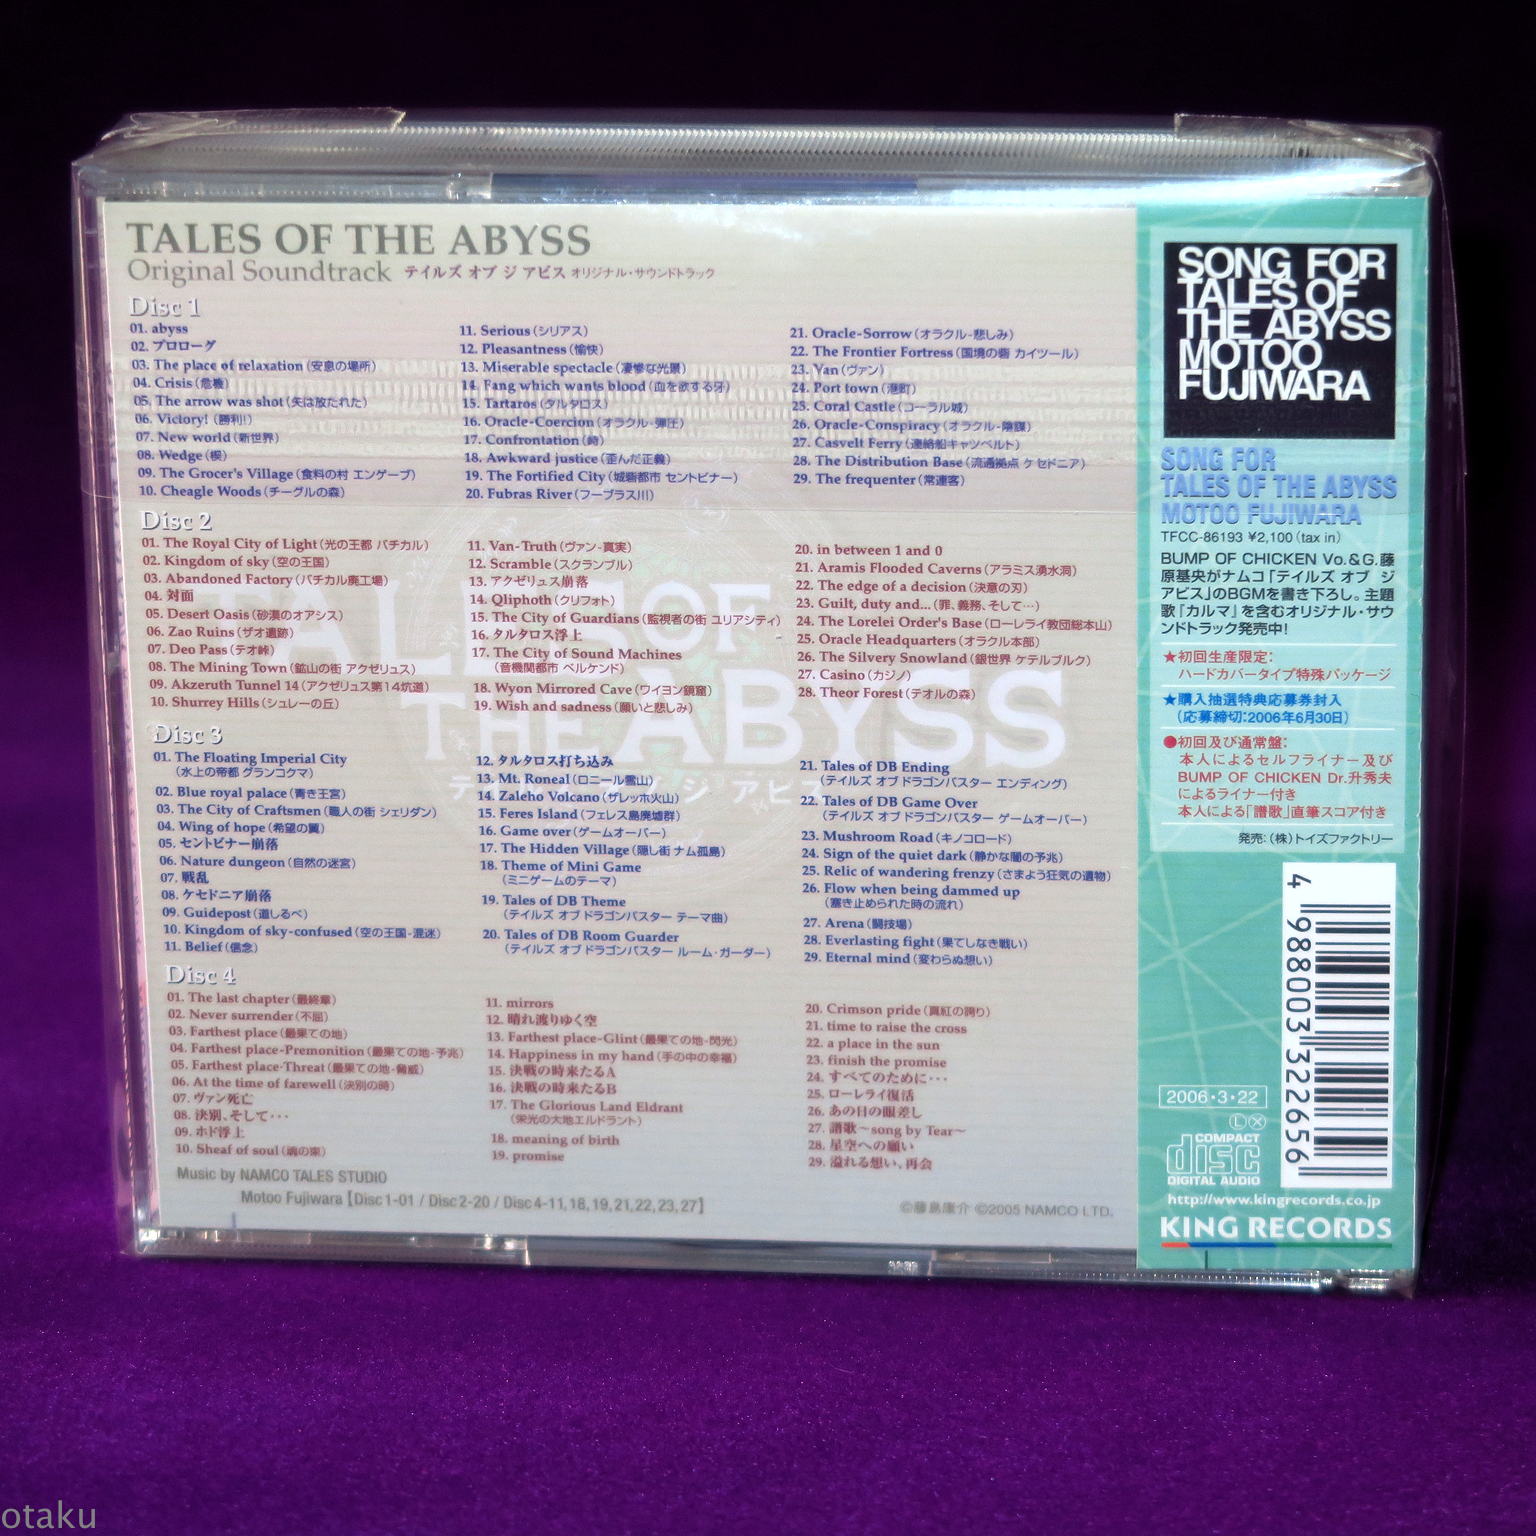 TALES OF THE ABYSS
Original Soundtrack テイルズ オブ ジ アビス オリジナル・サウンドトラック
Disc 1
01. abyss
02. プロローグ
03. The place of relaxation (安息の場所)
04. Crisis (危機)
05. The arrow was shot (矢は放たれた)
06. Victory! (勝利!)
07. New world (新世界)
08. Wedge (楔)
09. The Grocer's Village (食料の村 エンゲーブ)
10. Cheagle Woods (チーグルの森)
11. Serious (シリアス)
12. Pleasantness (愉快)
13. Miserable spectacle (凄惨な光景)
14. Fang which wants blood (血を欲する牙)
15. Tartaros (タルタロス)
16. Oracle-Coercion (オラクル-弾圧)
17. Confrontation (峙)
18. Awkward justice (歪んだ正義)
19. The Fortified City (城砦都市 セントビナー)
20. Fubras River (フーブラス川)
21. Oracle-Sorrow (オラクル-悲しみ)
22. The Frontier Fortress (国境の砦 カイツール)
23. Van (ヴァン)
24. Port town (港町)
25. Coral Castle (コーラル城)
26. Oracle-Conspiracy (オラクル-陰謀)
27. Casvelt Ferry (連絡船キャツベルト)
28. The Distribution Base (流通拠点 ケセドニア)
29. The frequenter (常連客)
Disc 2
01. The Royal City of Light (光の王都 バチカル)
02. Kingdom of sky (空の王国)
03. Abandoned Factory (バチカル廃工場)
04. 対面
05. Desert Oasis (砂漠のオアシス)
06. Zao Ruins (ザオ遺跡)
07. Deo Pass (デオ峠)
08. The Mining Town (鉱山の街 アクゼリュス)
09. Akzeruth Tunnel 14 (アクゼリュス第14坑道)
10. Shurrey Hills (シュレーの丘)
11. Van-Truth (ヴァン-真実)
12. Scramble (スクランブル)
13. アクゼリュス崩落
14. Qliphoth (クリフォト)
15. The City of Guardians (監視者の街 ユリアシティ)
16. タルタロス浮上
17. The City of Sound Machines
(音機関都市 ベルケンド)
18. Wyon Mirrored Cave (ワイヨン鏡窟)
19. Wish and sadness (願いと悲しみ)
20. in between 1 and 0
21. Aramis Flooded Caverns (アラミス湧水洞)
22. The edge of a decision (決意の刃)
23. Guilt, duty and... (罪、義務、そして…)
24. The Lorelei Order's Base (ローレライ教団総本山)
25. Oracle Headquarters (オラクル本部)
26. The Silvery Snowland (銀世界 ケテルブルク)
27. Casino (カジノ)
28. Theor Forest (テオルの森)
TALES OF
THE ABYSS
テイルズ オブ ジ アビス
Disc 3
01. The Floating Imperial City
(水上の帝都 グランコクマ)
02. Blue royal palace (青き王宮)
03. The City of Craftsmen (職人の街 シェリダン)
04. Wing of hope (希望の翼)
05. セントビナー崩落
06. Nature dungeon (自然の迷宮)
07. 戦乱
08. ケセドニア崩落
09. Guidepost (道しるべ)
10. Kingdom of sky-confused (空の王国-混迷)
11. Belief (信念)
12. タルタロス打ち込み
13. Mt. Roneal (ロニール雪山)
14. Zaleho Volcano (ザレッホ火山)
15. Feres Island (フェレス島廃墟群)
16. Game over (ゲームオーバー)
17. The Hidden Village (隠し街 ナム孤島)
18. Theme of Mini Game
(ミニゲームのテーマ)
19. Tales of DB Theme
(テイルズ オブ ドラゴンバスター テーマ曲)
20. Tales of DB Room Guarder
(テイルズ オブ ドラゴンバスター ルーム・ガーダー)
21. Tales of DB Ending
(テイルズ オブ ドラゴンバスター エンディング)
22. Tales of DB Game Over
(テイルズ オブ ドラゴンバスター ゲームオーバー)
23. Mushroom Road (キノコロード)
24. Sign of the quiet dark (静かな闇の予兆)
25. Relic of wandering frenzy (さまよう狂気の遺物)
26. Flow when being dammed up
(塞き止められた時の流れ)
27. Arena (闘技場)
28. Everlasting fight (果てしなき戦い)
29. Eternal mind (変わらぬ想い)
Disc 4
01. The last chapter (最終章)
02. Never surrender (不屈)
03. Farthest place (最果ての地)
04. Farthest place-Premonition (最果ての地-予兆)
05. Farthest place-Threat (最果ての地-脅威)
06. At the time of farewell (決別の時)
07. ヴァン死亡
08. 決別、そして・・・
09. ホド浮上
10. Sheaf of soul (魂の束)
11. mirrors
12. 晴れ渡りゆく空
13. Farthest place-Glint (最果ての地-閃光)
14. Happiness in my hand (手の中の幸福)
15. 決戦の時来たるA
16. 決戦の時来たるB
17. The Glorious Land Eldrant
(栄光の大地エルドラント)
18. meaning of birth
19. promise
20. Crimson pride (真紅の誇り)
21. time to raise the cross
22. a place in the sun
23. finish the promise
24. すべてのために・・・
25. ローレライ復活
26. あの日の眼差し
27. 譜歌～song by Tear～
28. 星空への願い
29. 溢れる想い、再会
Music by NAMCO TALES STUDIO
Motoo Fujiwara【Disc1-01 / Disc2-20 / Disc4-11,18,19,21,22,23,27】
©藤島康介 ©2005 NAMCO LTD.
SONG FOR
TALES OF
THE ABYSS
MOTOO
FUJIWARA
SONG FOR
TALES OF THE ABYSS
MOTOO FUJIWARA
TFCC-86193 ¥2,100 (tax in)
BUMP OF CHICKEN Vo.&G.藤
原基央がナムコ「テイルズ オブ ジ
アビス」のBGMを書き下ろし。主題
歌「カルマ」を含むオリジナル・サウ
ンドトラック発売中!
★初回生産限定:
ハードカバータイプ特殊パッケージ
★購入抽選特典応募券封入
(応募締切:2006年6月30日)
●初回及び通常盤:
本人によるセルフライナー及び
BUMP OF CHICKEN Dr.升秀夫
によるライナー付き
本人による「譜歌」直筆スコア付き
発売:(株)トイズファクトリー
4 988003 322656
2006・3・22
Ⓛ Ⓧ
COMPACT
disc
DIGITAL AUDIO
http://www.kingrecords.co.jp
KING RECORDS
otaku